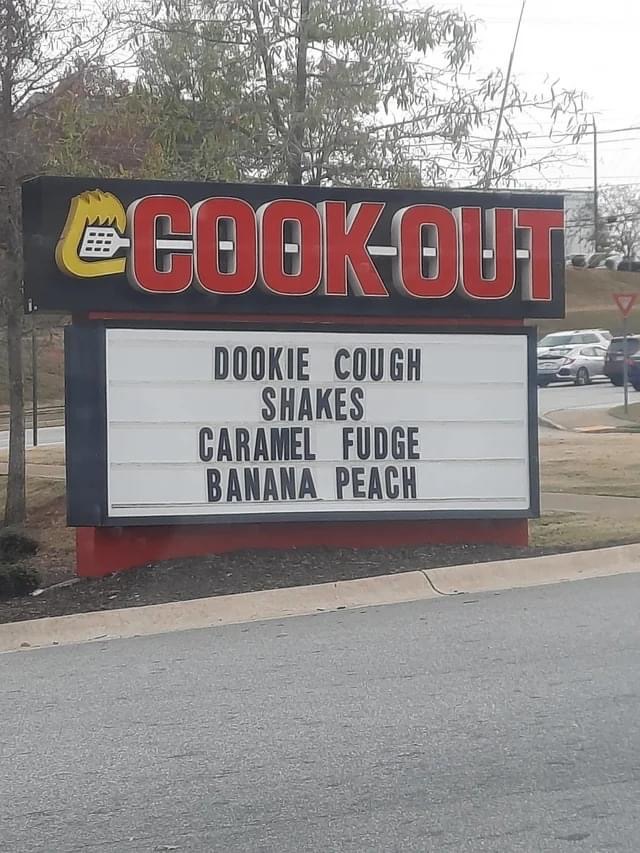 COOK-OUT
DOOKIE COUGH
SHAKES
CARAMEL FUDGE
BANANA PEACH